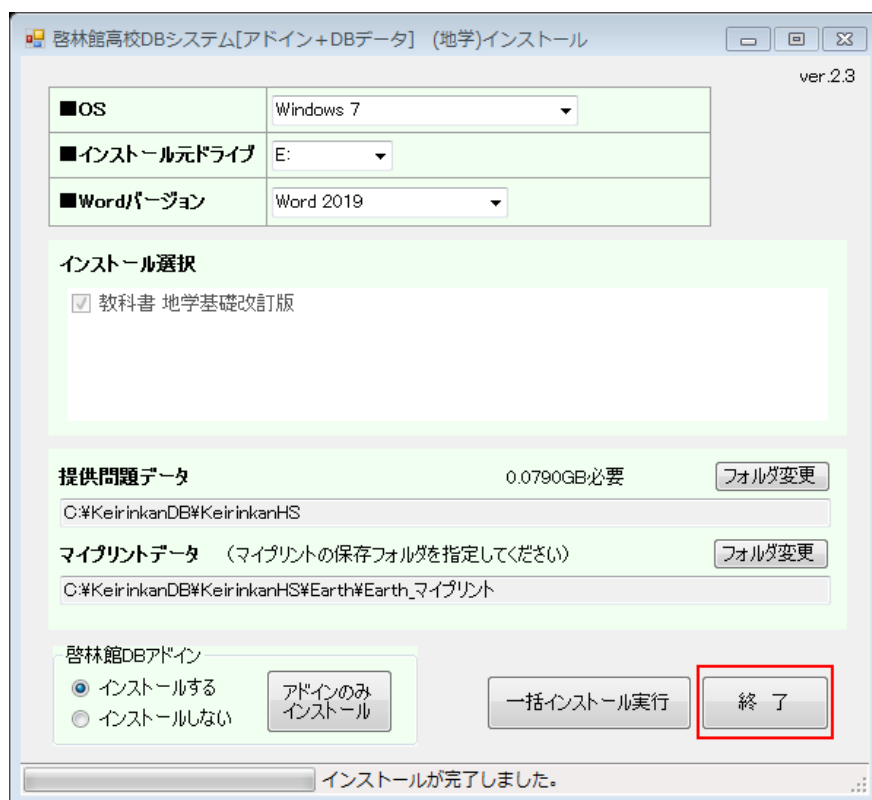 啓林館高校DBシステム[アドイン+DBデータ] (地学)インストール
ver.2.3
■OS
Windows 7
■インストール元ドライブ
E:
■Wordバージョン
Word 2019
インストール選択
教科書 地学基礎改訂版
提供問題データ
0.0790GB必要
フォルダ変更
C:¥KeirinkanDB¥KeirinkanHS
マイプリントデータ (マイプリントの保存フォルダを指定してください)
フォルダ変更
C:¥KeirinkanDB¥KeirinkanHS¥Earth¥Earth_マイプリント
啓林館DBアドイン
インストールする
インストールしない
アドインのみ
インストール
一括インストール実行
終 了
インストールが完了しました。